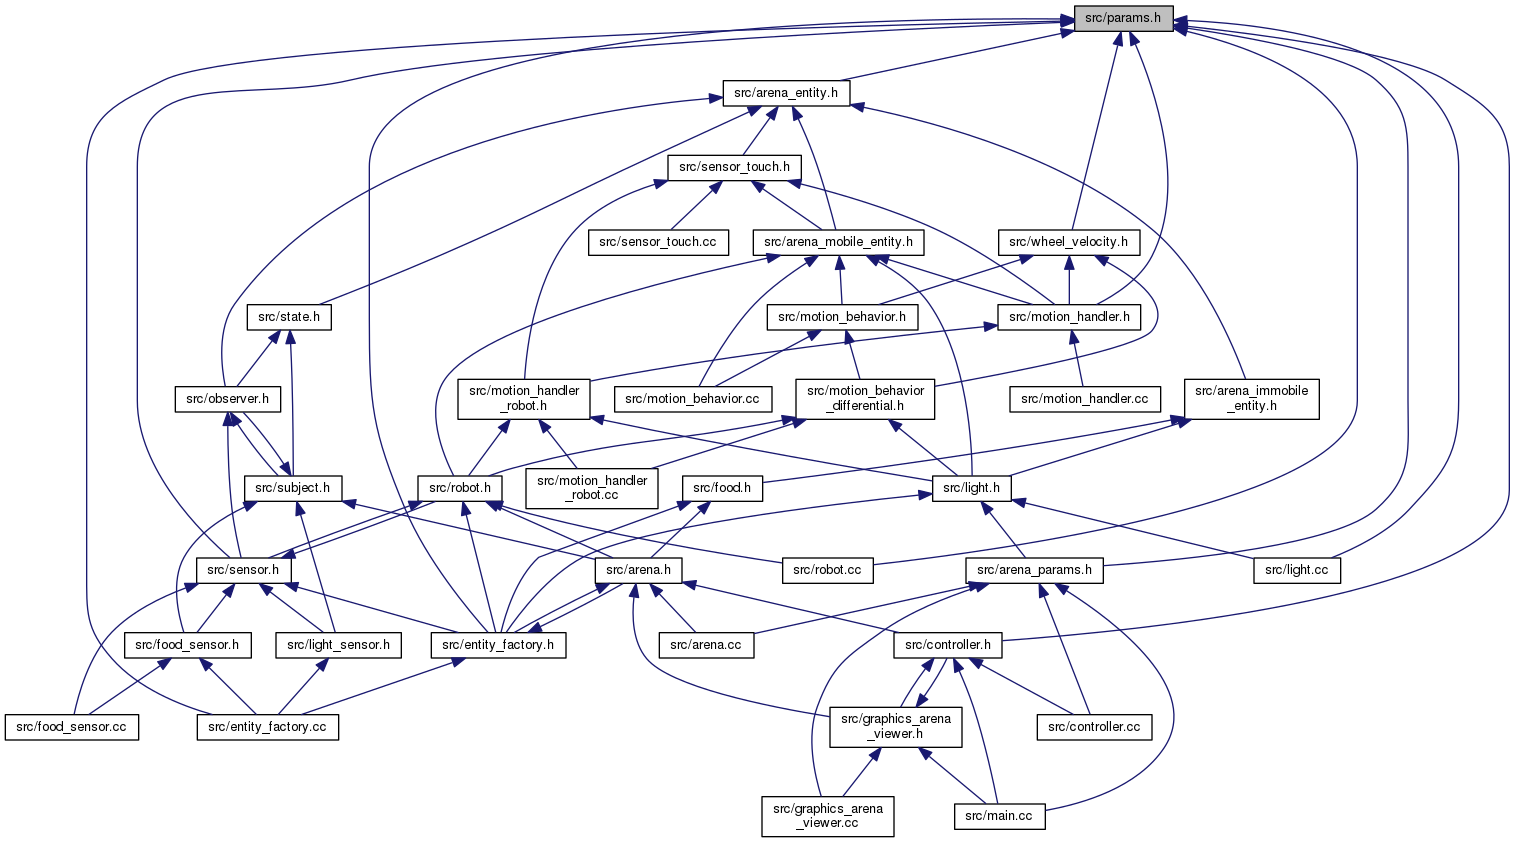 src/params.h
src/arena_entity.h
src/sensor_touch.h
src/sensor_touch.cc
src/arena_mobile_entity.h
src/wheel_velocity.h
src/state.h
src/motion_behavior.h
src/motion_handler.h
src/observer.h
src/motion_handler
_robot.h
src/motion_behavior.cc
src/motion_behavior
_differential.h
src/motion_handler.cc
src/arena_immobile
_entity.h
src/subject.h
src/robot.h
src/motion_handler
_robot.cc
src/food.h
src/light.h
src/sensor.h
src/arena.h
src/robot.cc
src/arena_params.h
src/light.cc
src/food_sensor.h
src/light_sensor.h
src/entity_factory.h
src/arena.cc
src/controller.h
src/food_sensor.cc
src/entity_factory.cc
src/graphics_arena
_viewer.h
src/controller.cc
src/graphics_arena
_viewer.cc
src/main.cc